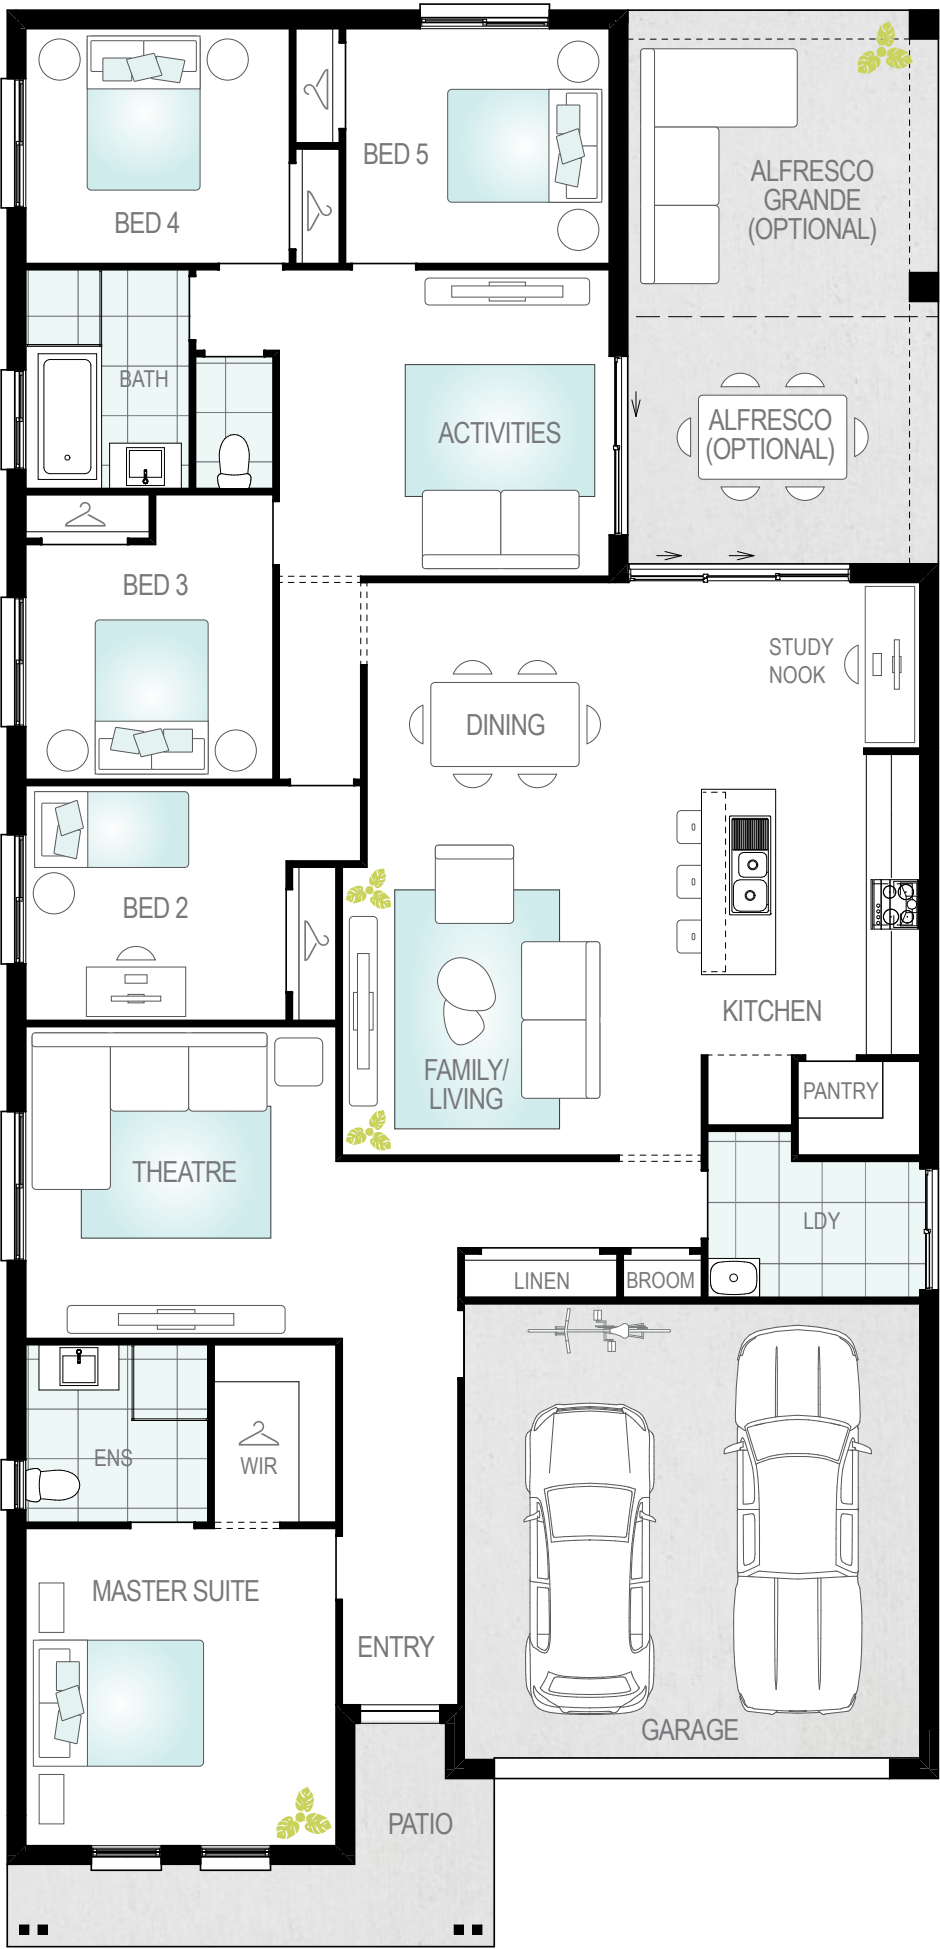 BED 5
ALFRESCO
GRANDE
(OPTIONAL)
BED 4
BATH
ACTIVITIES
ALFRESCO
(OPTIONAL)
BED 3
STUDY
NOOK
DINING
BED 2
KITCHEN
FAMILY/
LIVING
PANTRY
THEATRE
LDY
LINEN
BROOM
ENS
WIR
MASTER SUITE
ENTRY
GARAGE
PATIO